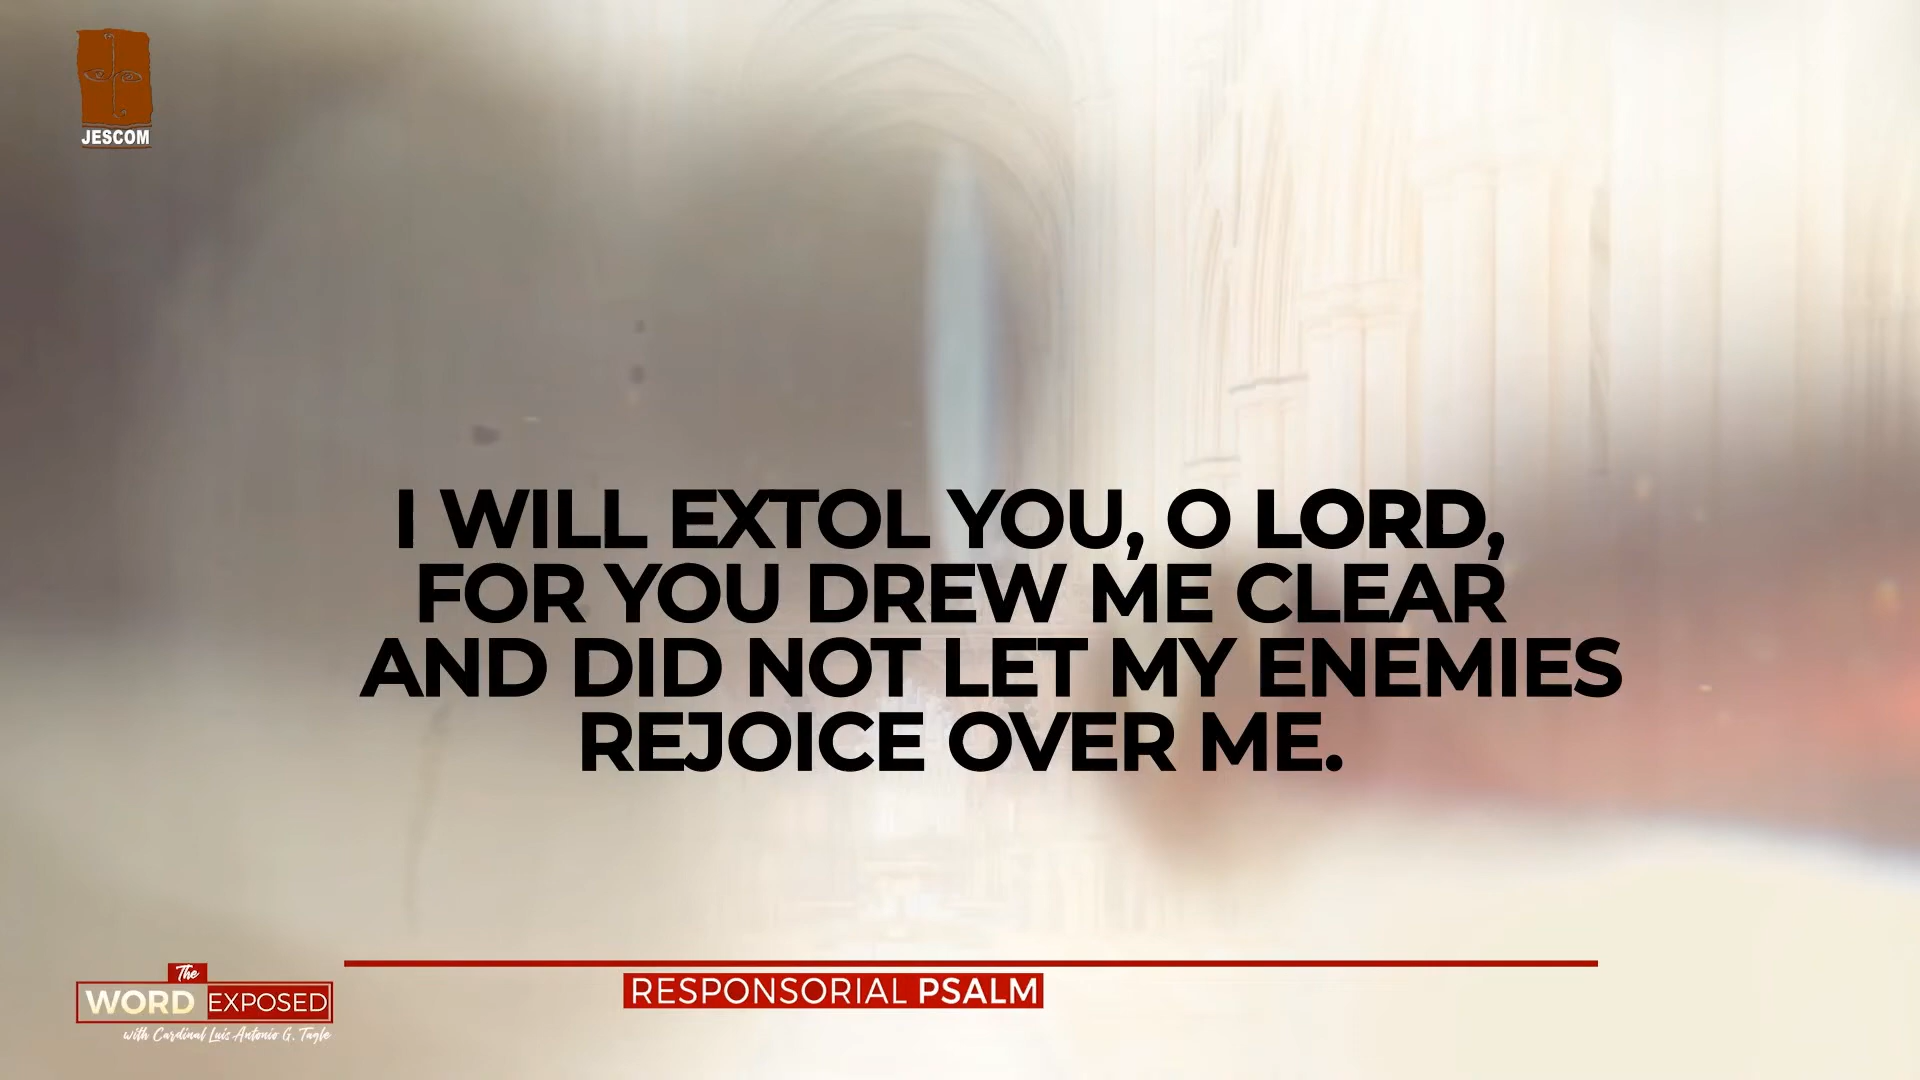 JESCOM
I WILL EXTOL YOU, O LORD,
FOR YOU DREW ME CLEAR
AND DID NOT LET MY ENEMIES
REJOICE OVER ME.
RESPONSORIAL PSALM
The
WORD EXPOSED
with Cardinal Luis Antonio G. Tagle